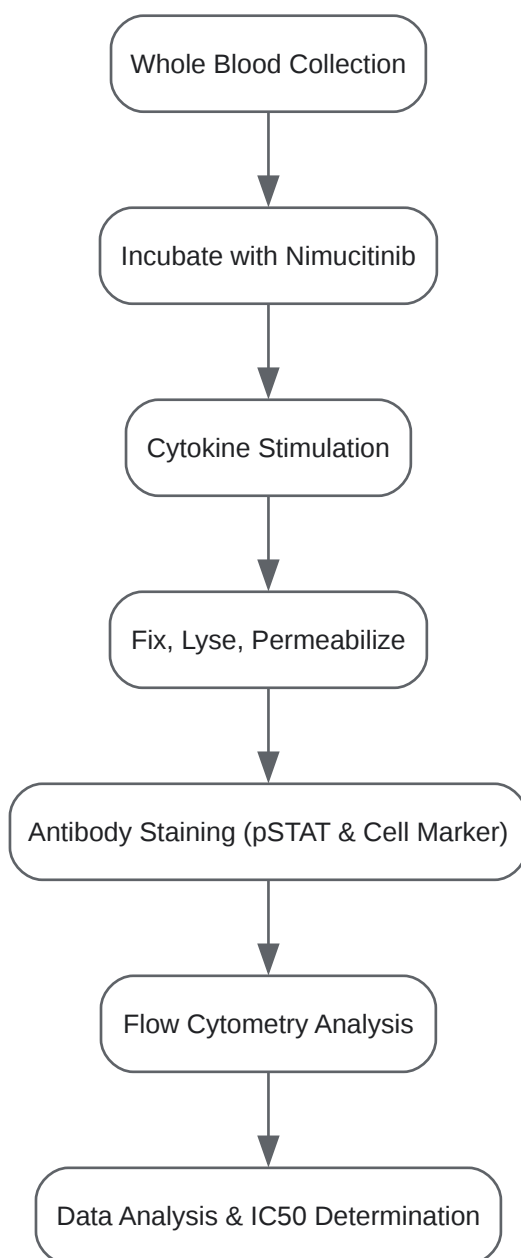 Whole Blood Collection
Incubate with Nimucitinib
Cytokine Stimulation
Fix, Lyse, Permeabilize
Antibody Staining (pSTAT & Cell Marker)
Flow Cytometry Analysis
Data Analysis & IC50 Determination